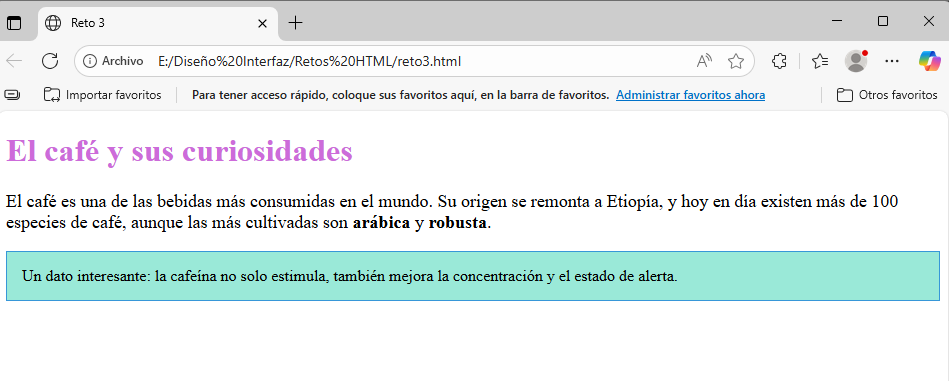 Reto 3
Archivo E:/Diseño%20Interfaz/Retos%20HTML/reto3.html
Importar favoritos Para tener acceso rápido, coloque sus favoritos aquí, en la barra de favoritos. Administrar favoritos ahora Otros favoritos
El café y sus curiosidades
El café es una de las bebidas más consumidas en el mundo. Su origen se remonta a Etiopía, y hoy en día existen más de 100
especies de café, aunque las más cultivadas son arábica y robusta.
Un dato interesante: la cafeína no solo estimula, también mejora la concentración y el estado de alerta.